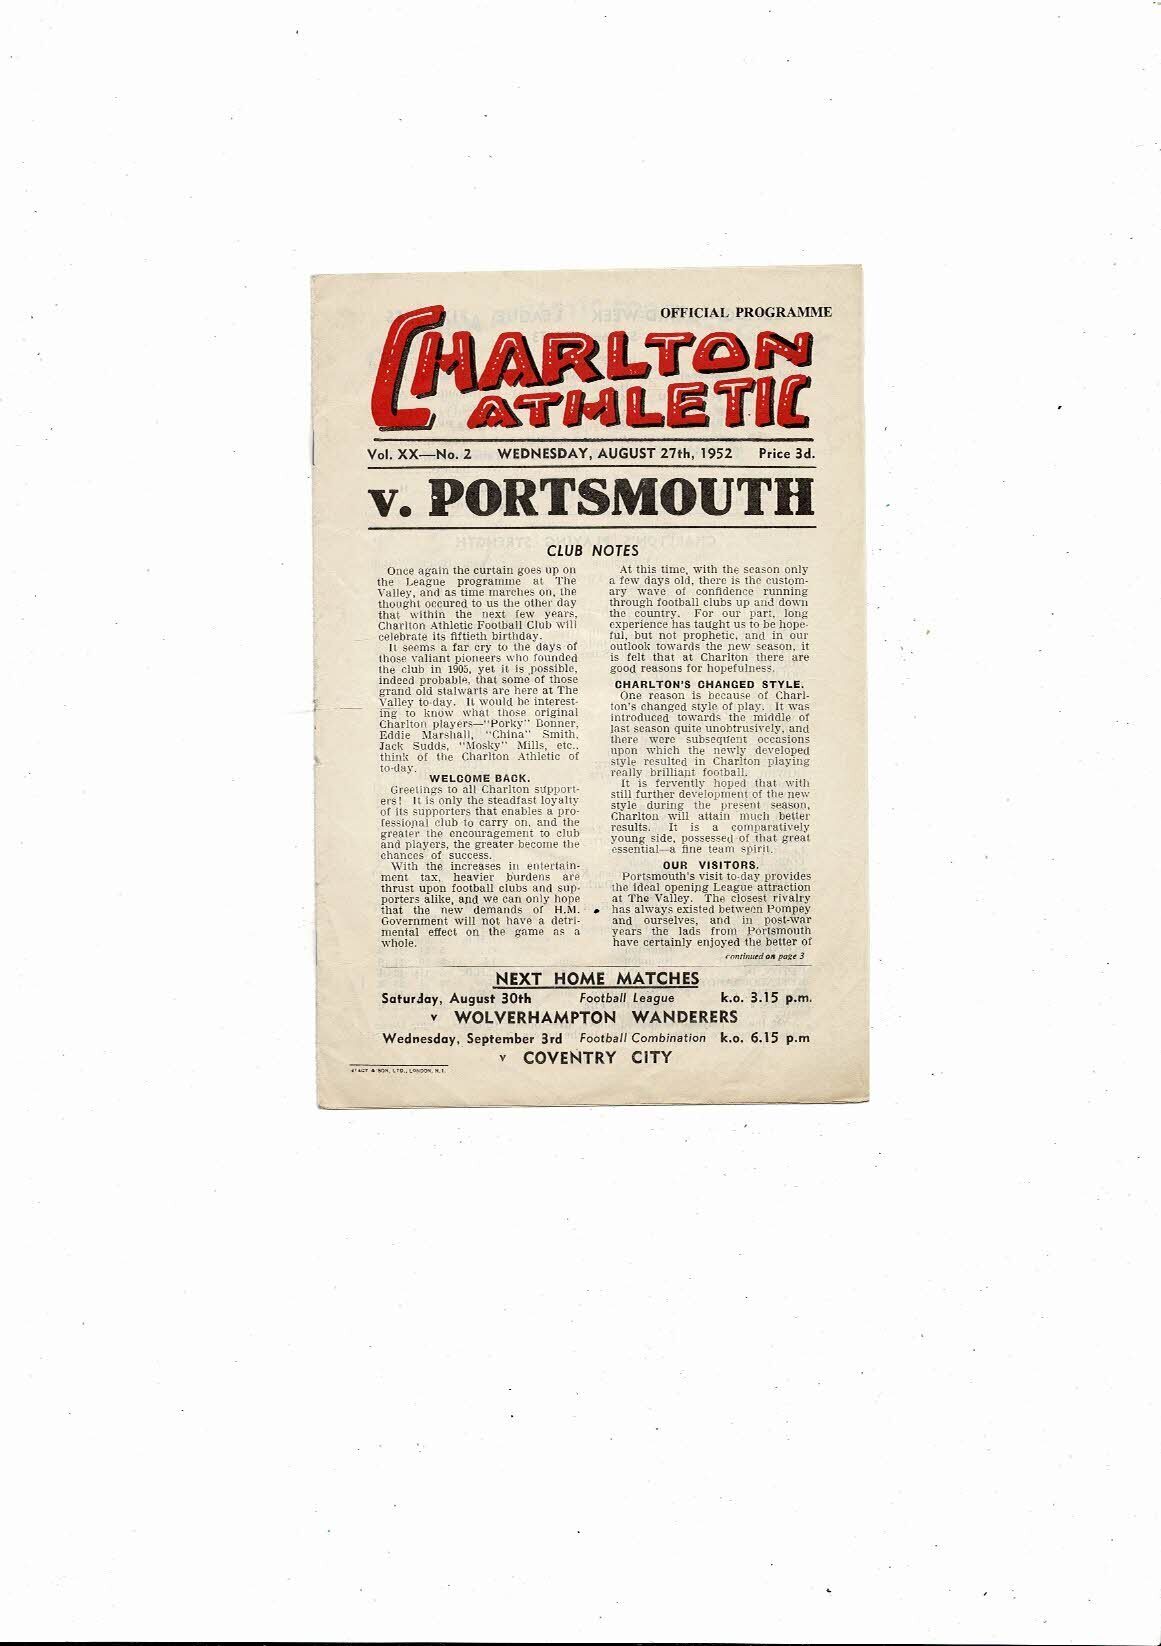 OFFICIAL PROGRAMME
CHARLTON
ATHLETIC
Vol. XX—No. 2 WEDNESDAY, AUGUST 27th, 1952 Price 3d.
v. PORTSMOUTH
CLUB NOTES
Once again the curtain goes up on
the League programme at The
Valley, and as time marches on, the
thought occured to us the other day
that within the next few years,
Charlton Athletic Football Club will
celebrate its fiftieth birthday.
It seems a far cry to the days of
those valiant pioneers who founded
the club in 1905, yet it is possible,
indeed probable, that some of those
grand old stalwarts are here at The
Valley to-day. It would be interest-
ing to know what those original
Charlton players—"Porky" Bonner,
Eddie Marshall, "China" Smith,
Jack Sudds, "Mosky" Mills, etc.,
think of the Charlton Athletic of
to-day.
WELCOME BACK.
Greetings to all Charlton support-
ers! It is only the steadfast loyalty
of its supporters that enables a pro-
fessional club to carry on, and the
greater the encouragement to club
and players, the greater become the
chances of success.
With the increases in entertain-
ment tax, heavier burdens are
thrust upon football clubs and sup-
porters alike, and we can only hope
that the new demands of H.M.
Government will not have a detri-
mental effect on the game as a
whole.
At this time, with the season only
a few days old, there is the custom-
ary wave of confidence running
through football clubs up and down
the country. For our part, long
experience has taught us to be hope-
ful, but not prophetic, and in our
outlook towards the new season, it
is felt that at Charlton there are
good reasons for hopefulness.
CHARLTON'S CHANGED STYLE.
One reason is because of Charl-
ton's changed style of play. It was
introduced towards the middle of
last season quite unobtrusively, and
there were subsequent occasions
upon which the newly developed
style resulted in Charlton playing
really brilliant football.
It is fervently hoped that with
still further development of the new
style during the present season,
Charlton will attain much better
results. It is a comparatively
young side, possessed of that great
essential—a fine team spirit.
OUR VISITORS.
Portsmouth's visit to-day provides
the ideal opening League attraction
at The Valley. The closest rivalry
has always existed between Pompey
and ourselves, and in post-war
years the lads from Portsmouth
have certainly enjoyed the better of
continued on page 3
NEXT HOME MATCHES
Saturday, August 30th Football League k.o. 3.15 p.m.
v WOLVERHAMPTON WANDERERS
Wednesday, September 3rd Football Combination k.o. 6.15 p.m
v COVENTRY CITY
& SON, LTD., LONDON, N.1.